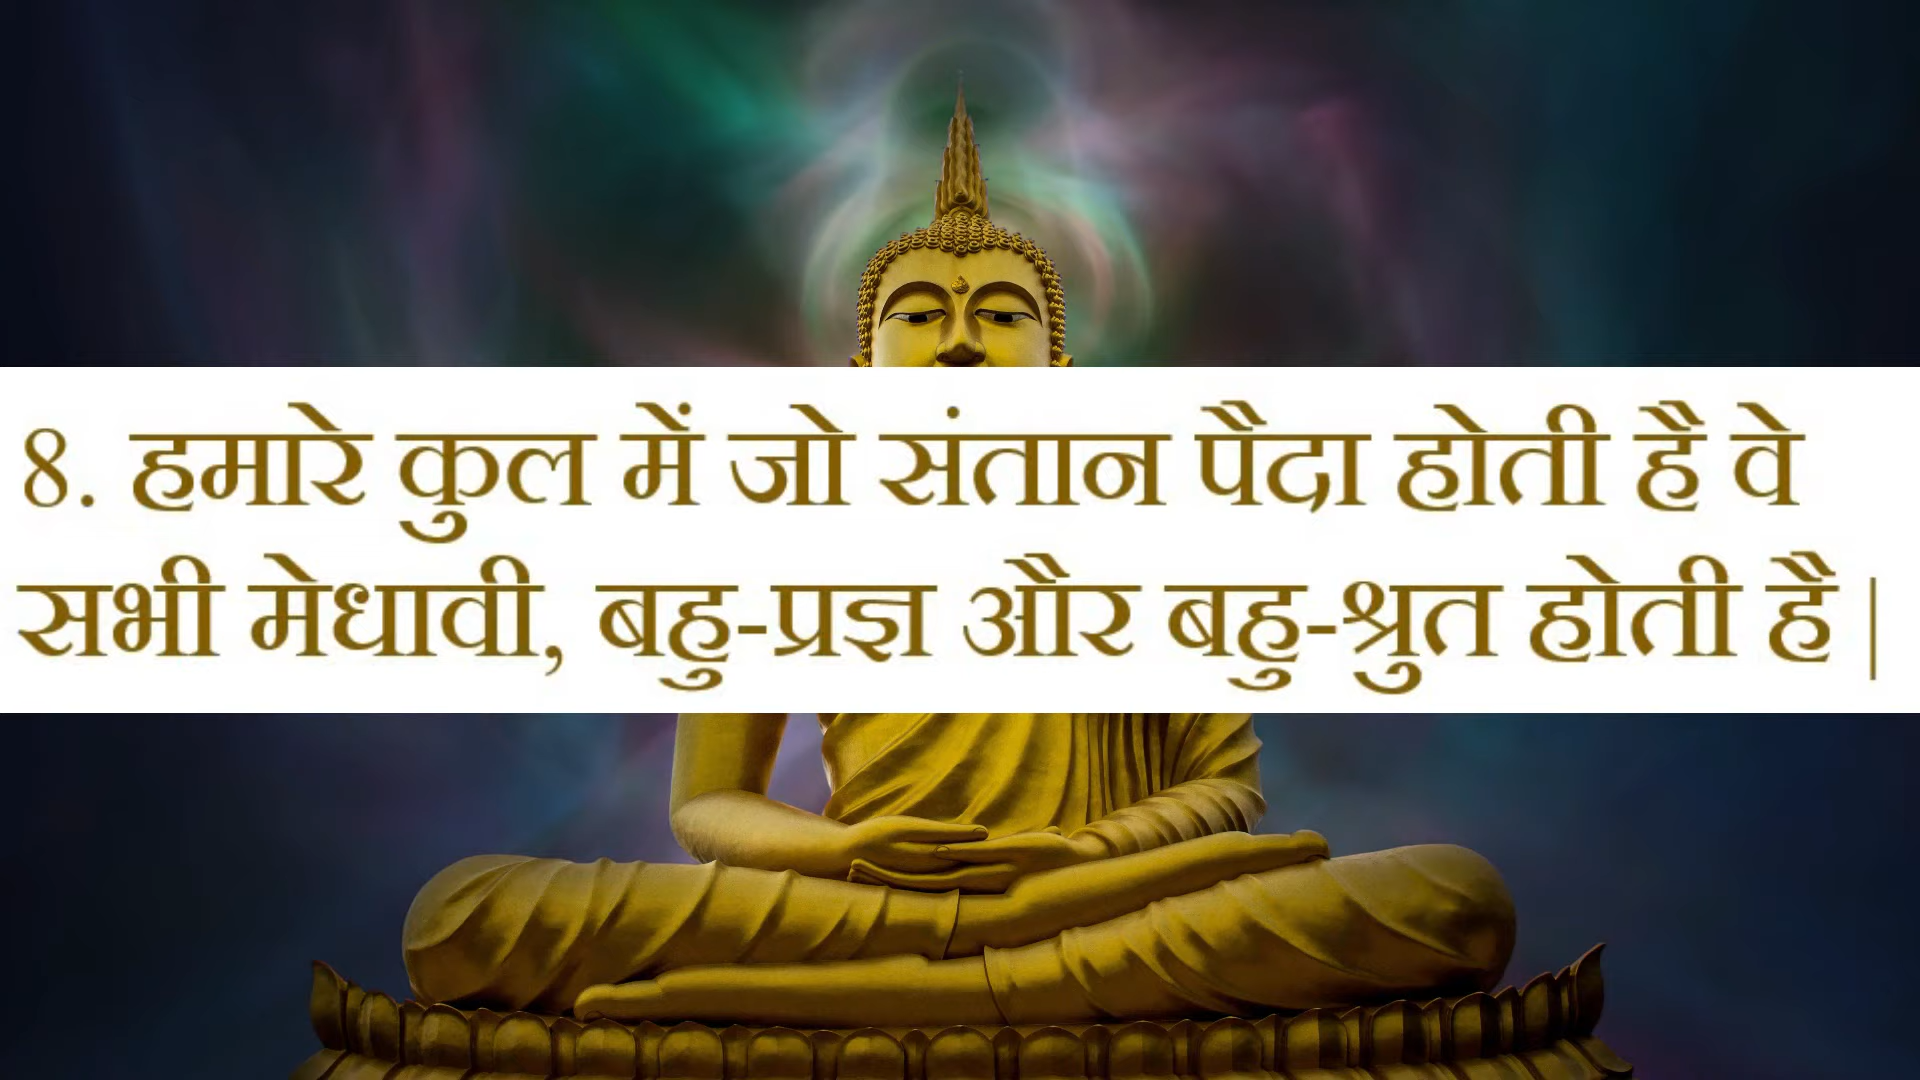 8. हमारे कुल में जो संतान पैदा होती है वे
सभी मेधावी, बहु-प्रज्ञ और बहु-श्रुत होती है |